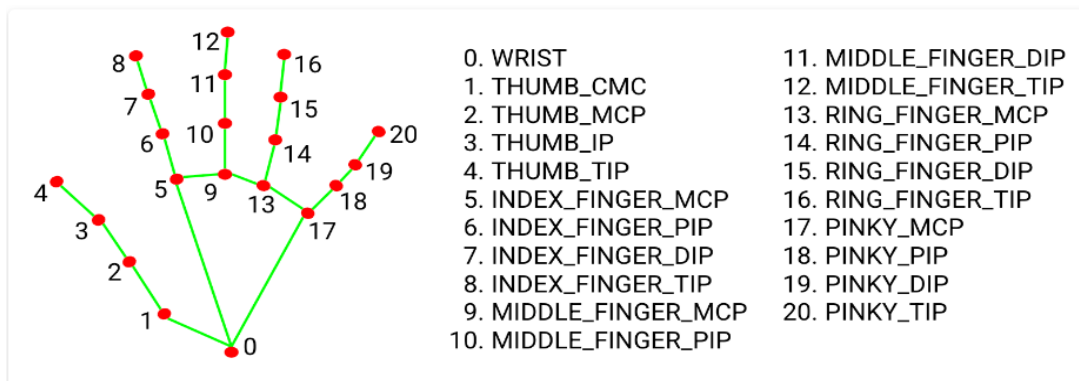 12
8
11
16
7
15
10
20
6
14
19
4
5
9
13
18
3
17
2
1
0
0. WRIST
1. THUMB_CMC
2. THUMB_MCP
3. THUMB_IP
4. THUMB_TIP
5. INDEX_FINGER_MCP
6. INDEX_FINGER_PIP
7. INDEX_FINGER_DIP
8. INDEX_FINGER_TIP
9. MIDDLE_FINGER_MCP
10. MIDDLE_FINGER_PIP
11. MIDDLE_FINGER_DIP
12. MIDDLE_FINGER_TIP
13. RING_FINGER_MCP
14. RING_FINGER_PIP
15. RING_FINGER_DIP
16. RING_FINGER_TIP
17. PINKY_MCP
18. PINKY_PIP
19. PINKY_DIP
20. PINKY_TIP